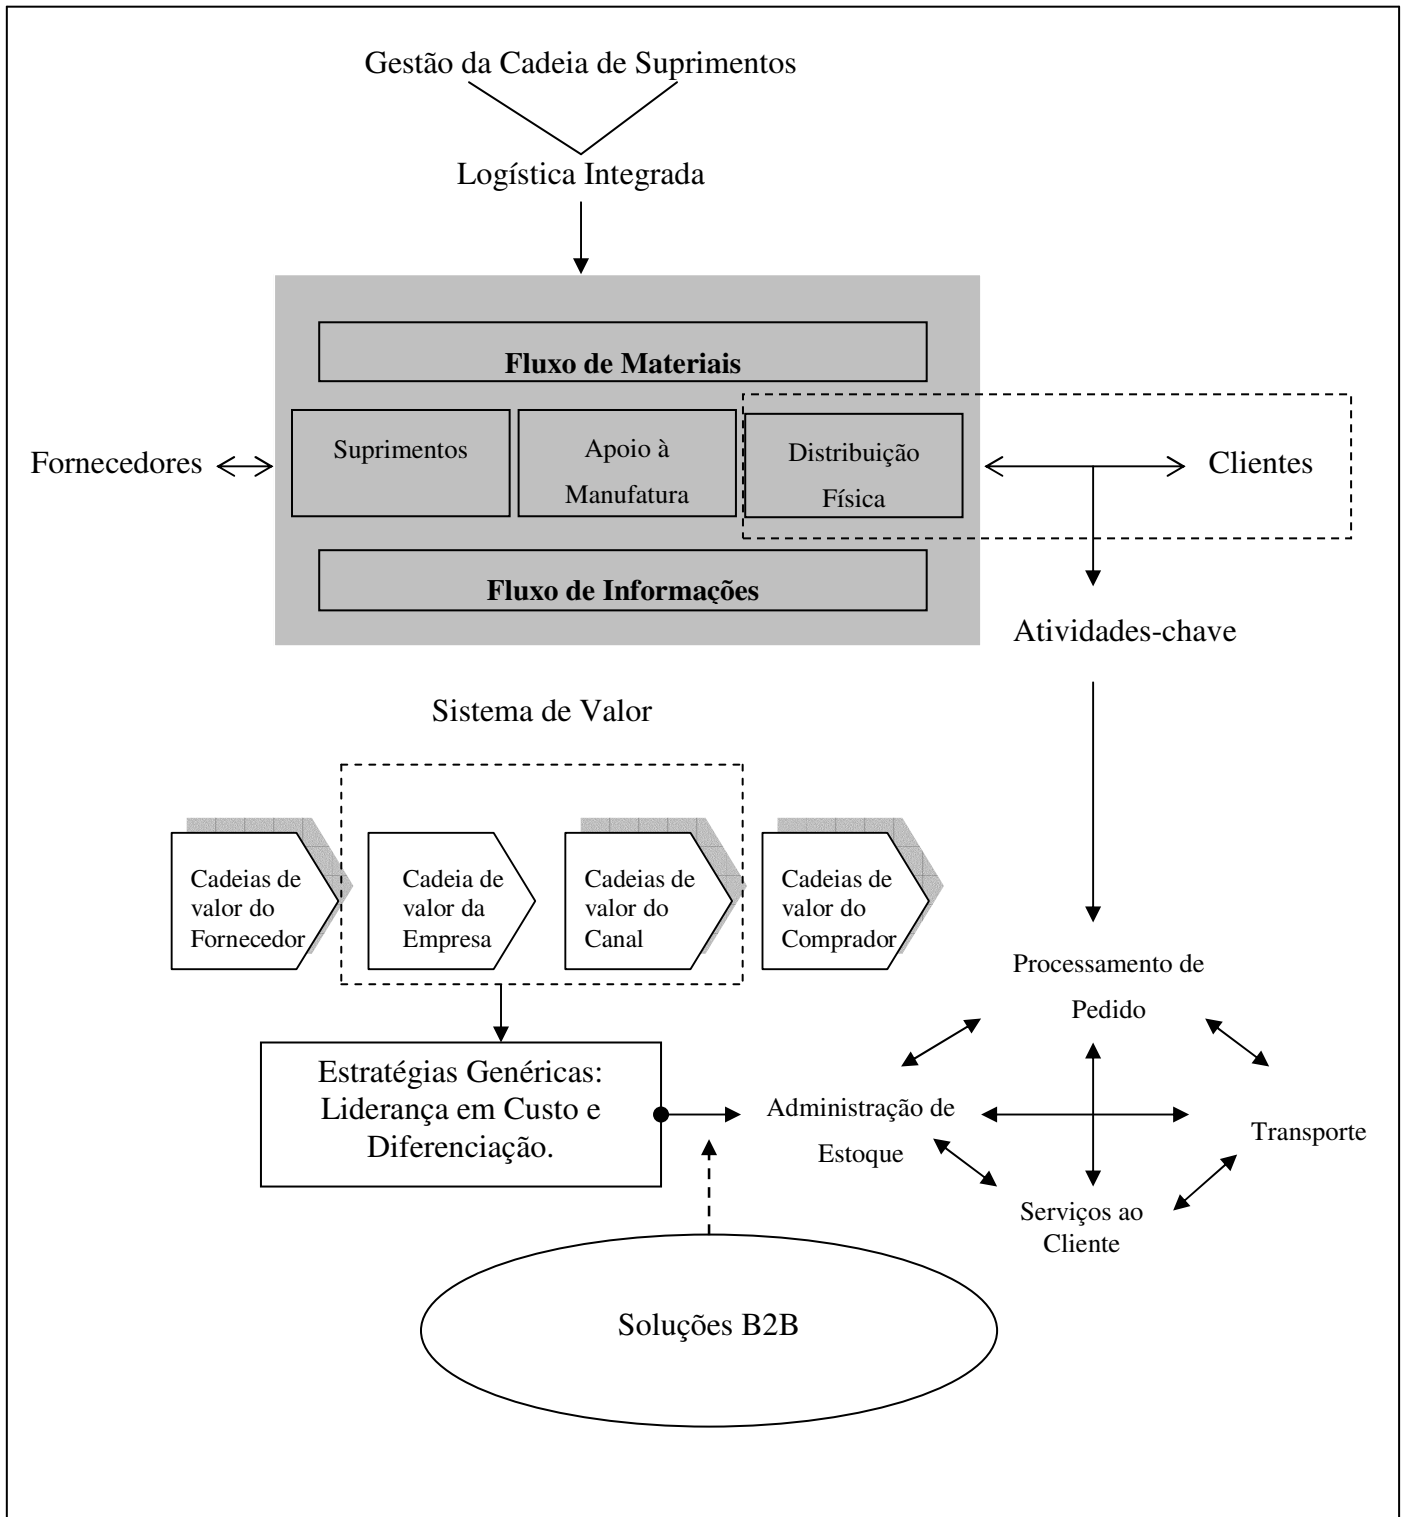 Gestão da Cadeia de Suprimentos
Logística Integrada
Fluxo de Materiais
Fornecedores
Suprimentos
Apoio à
Manufatura
Distribuição
Física
Clientes
Fluxo de Informações
Atividades-chave
Sistema de Valor
Cadeias de
valor do
Fornecedor
Cadeia de
valor da
Empresa
Cadeias de
valor do
Canal
Cadeias de
valor do
Comprador
Processamento de
Pedido
Estratégias Genéricas:
Liderança em Custo e
Diferenciação.
Administração de
Estoque
Transporte
Serviços ao
Cliente
Soluções B2B